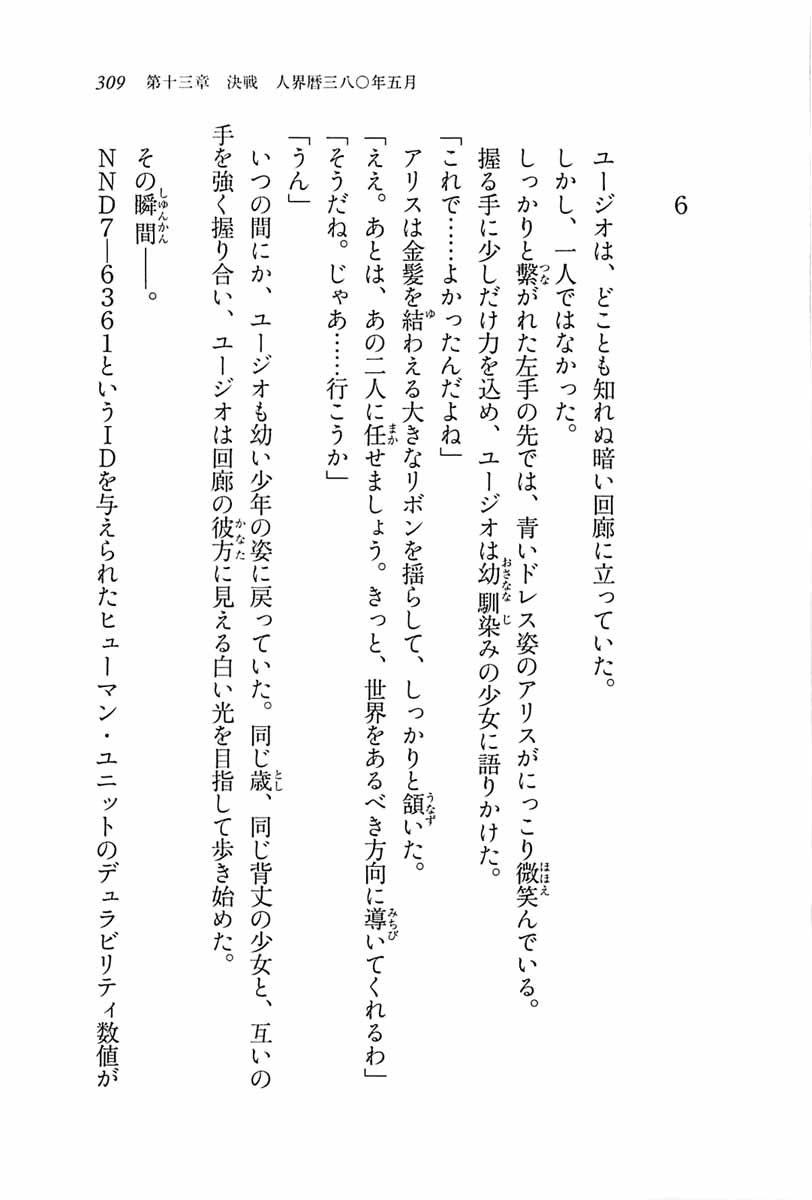 309 第十三章 決戦 人界暦三八〇年五月
6
ユージオは、どことも知れぬ暗い回廊に立っていた。
しかし、一人ではなかった。
しっかりと繋がれた左手の先では、青いドレス姿のアリスがにっこり微笑んでいる。
握る手に少しだけ力を込め、ユージオは幼馴染みの少女に語りかけた。
「これで……よかったんだよね」
アリスは金髪を結わえる大きなリボンを揺らして、しっかりと頷いた。
「ええ。あとは、あの二人に任せましょう。きっと、世界をあるべき方向に導いてくれるわ」
「そうだね。じゃあ……行こうか」
「うん」
いつの間にか、ユージオも幼い少年の姿に戻っていた。同じ歳、同じ背丈の少女と、互いの
手を強く握り合い、ユージオは回廊の彼方に見える白い光を目指して歩き始めた。
その瞬間――。
NND7―6361というIDを与えられたヒューマン・ユニットのデュラビリティ数値が